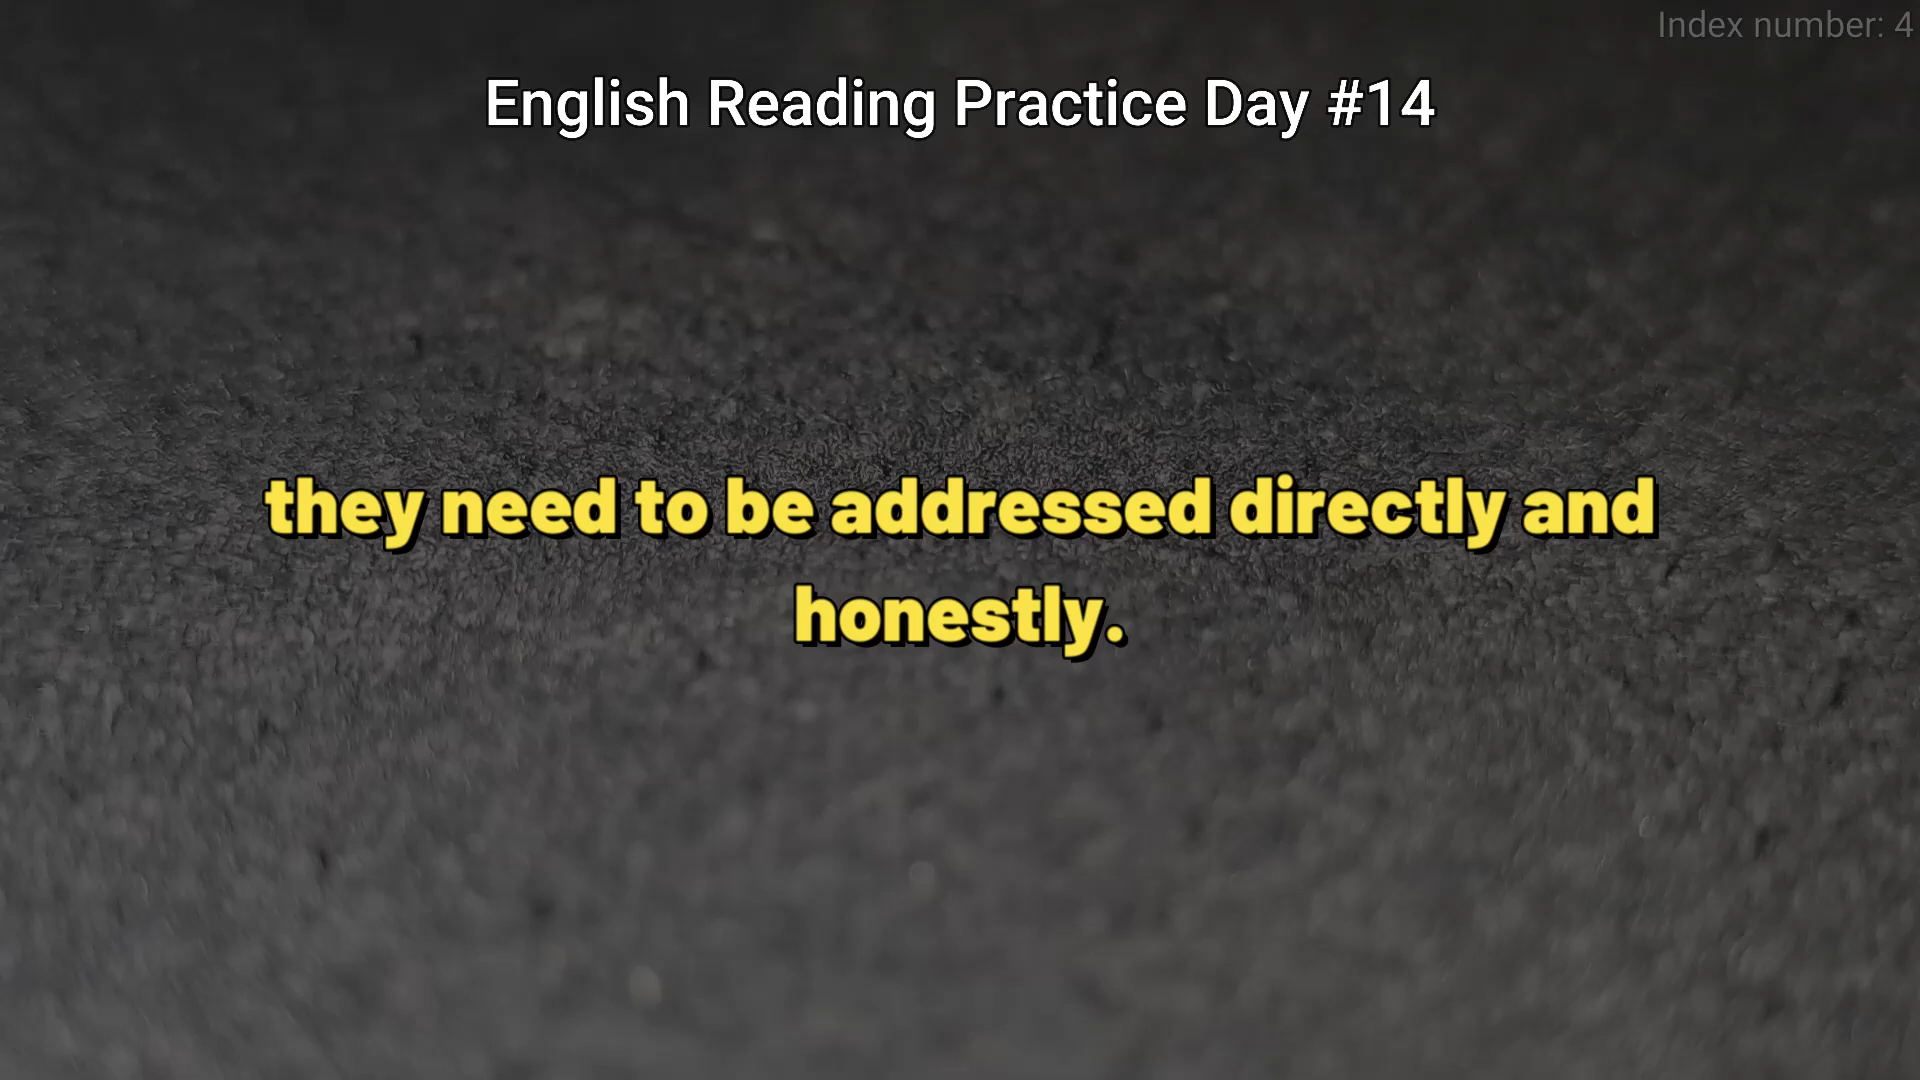 Index number: 4
English Reading Practice Day #14
they need to be addressed directly and
honestly.